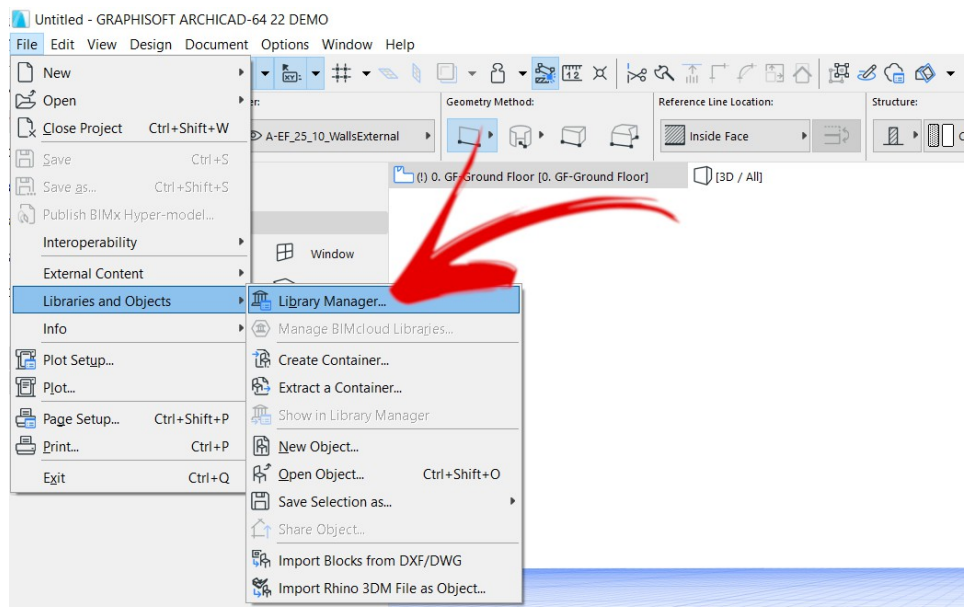 Untitled - GRAPHISOFT ARCHICAD-64 22 DEMO
File Edit View Design Document Options Window Help
New
Open
Close Project Ctrl+Shift+W
Save Ctrl+S
Save as... Ctrl+Shift+S
Publish BIMx Hyper-model...
Interoperability
External Content
Libraries and Objects
Info
Plot Setup...
Plot...
Page Setup... Ctrl+Shift+P
Print... Ctrl+P
Exit Ctrl+Q
Geometry Method:
Reference Line Location:
Structure:
A-EF_25_10_WallsExternal
Inside Face
(!) 0. GF-Ground Floor [0. GF-Ground Floor]
[3D / All]
Window
Library Manager...
Manage BIMcloud Libraries...
Create Container...
Extract a Container...
Show in Library Manager
New Object...
Open Object... Ctrl+Shift+O
Save Selection as...
Share Object...
Import Blocks from DXF/DWG
Import Rhino 3DM File as Object...